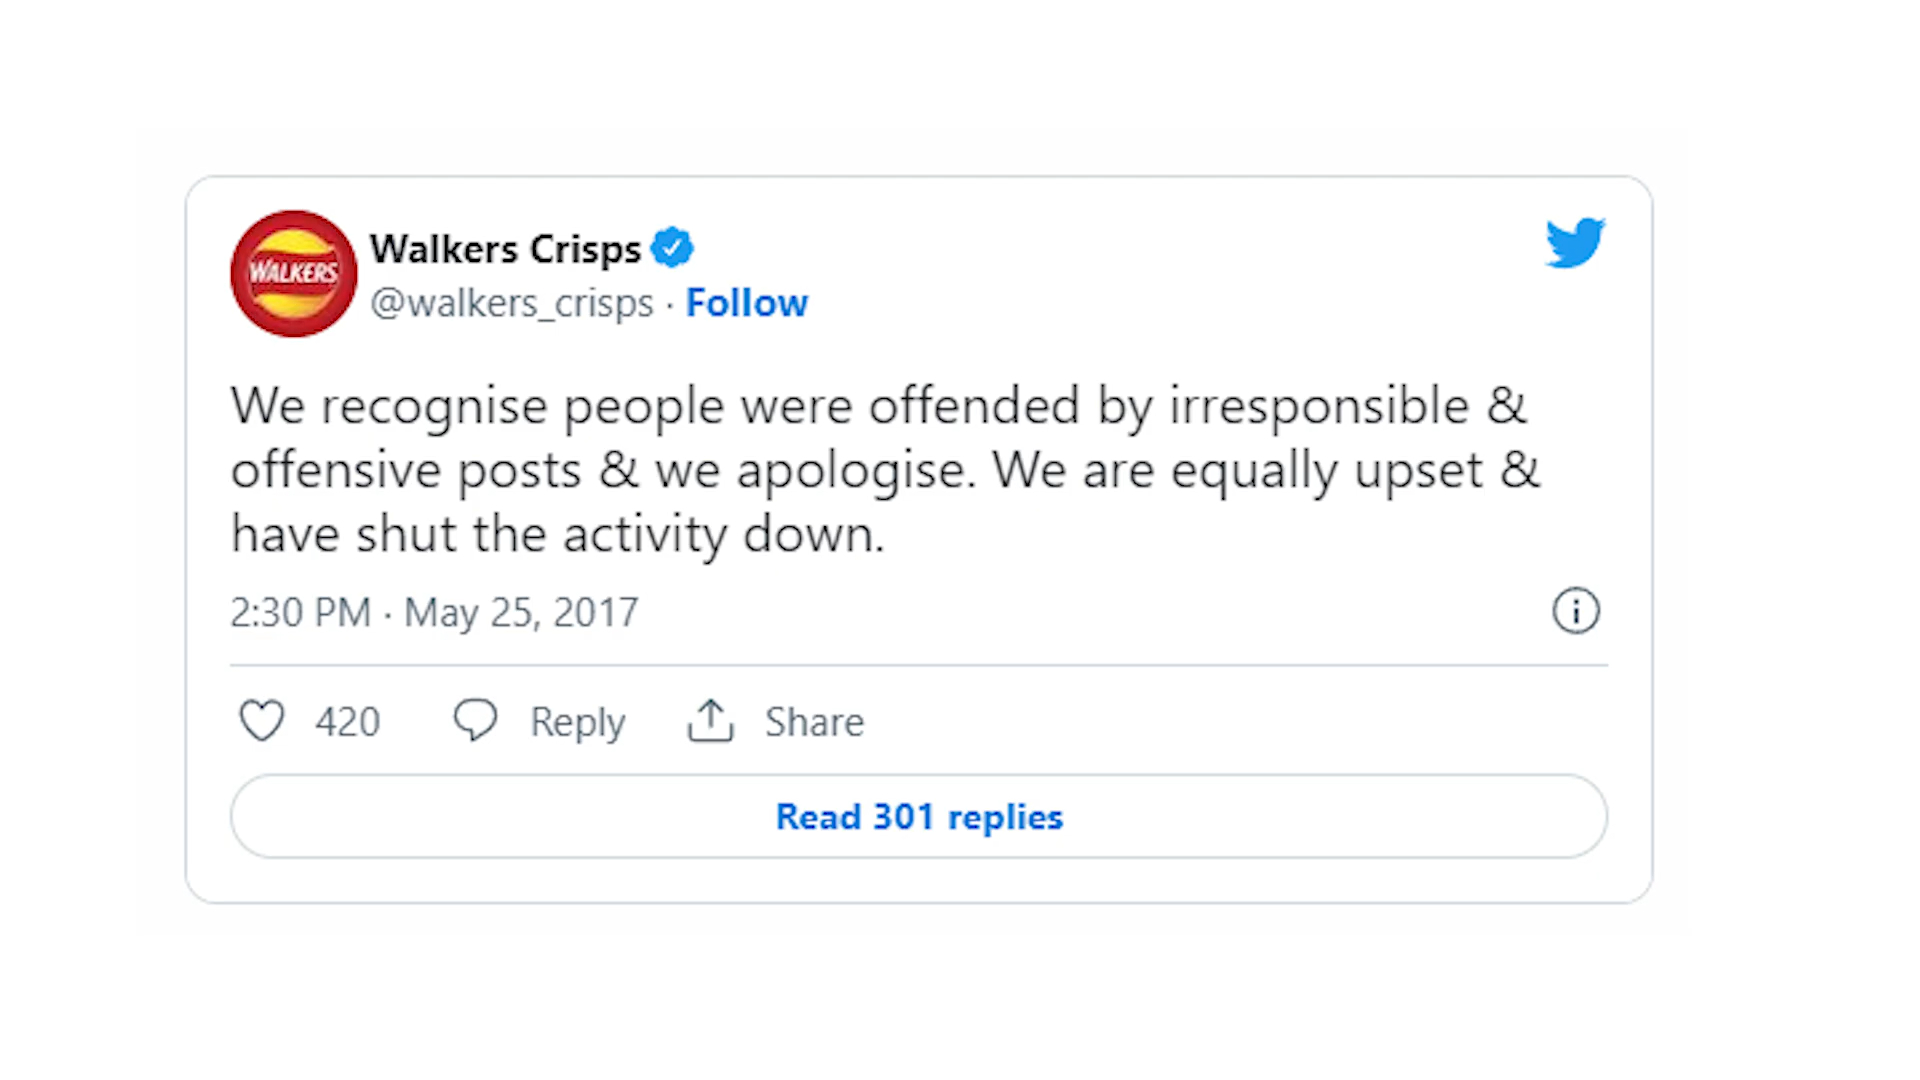 WALKERS
Walkers Crisps
@walkers_crisps · Follow
We recognise people were offended by irresponsible &
offensive posts & we apologise. We are equally upset &
have shut the activity down.
2:30 PM · May 25, 2017
420 Reply Share
Read 301 replies